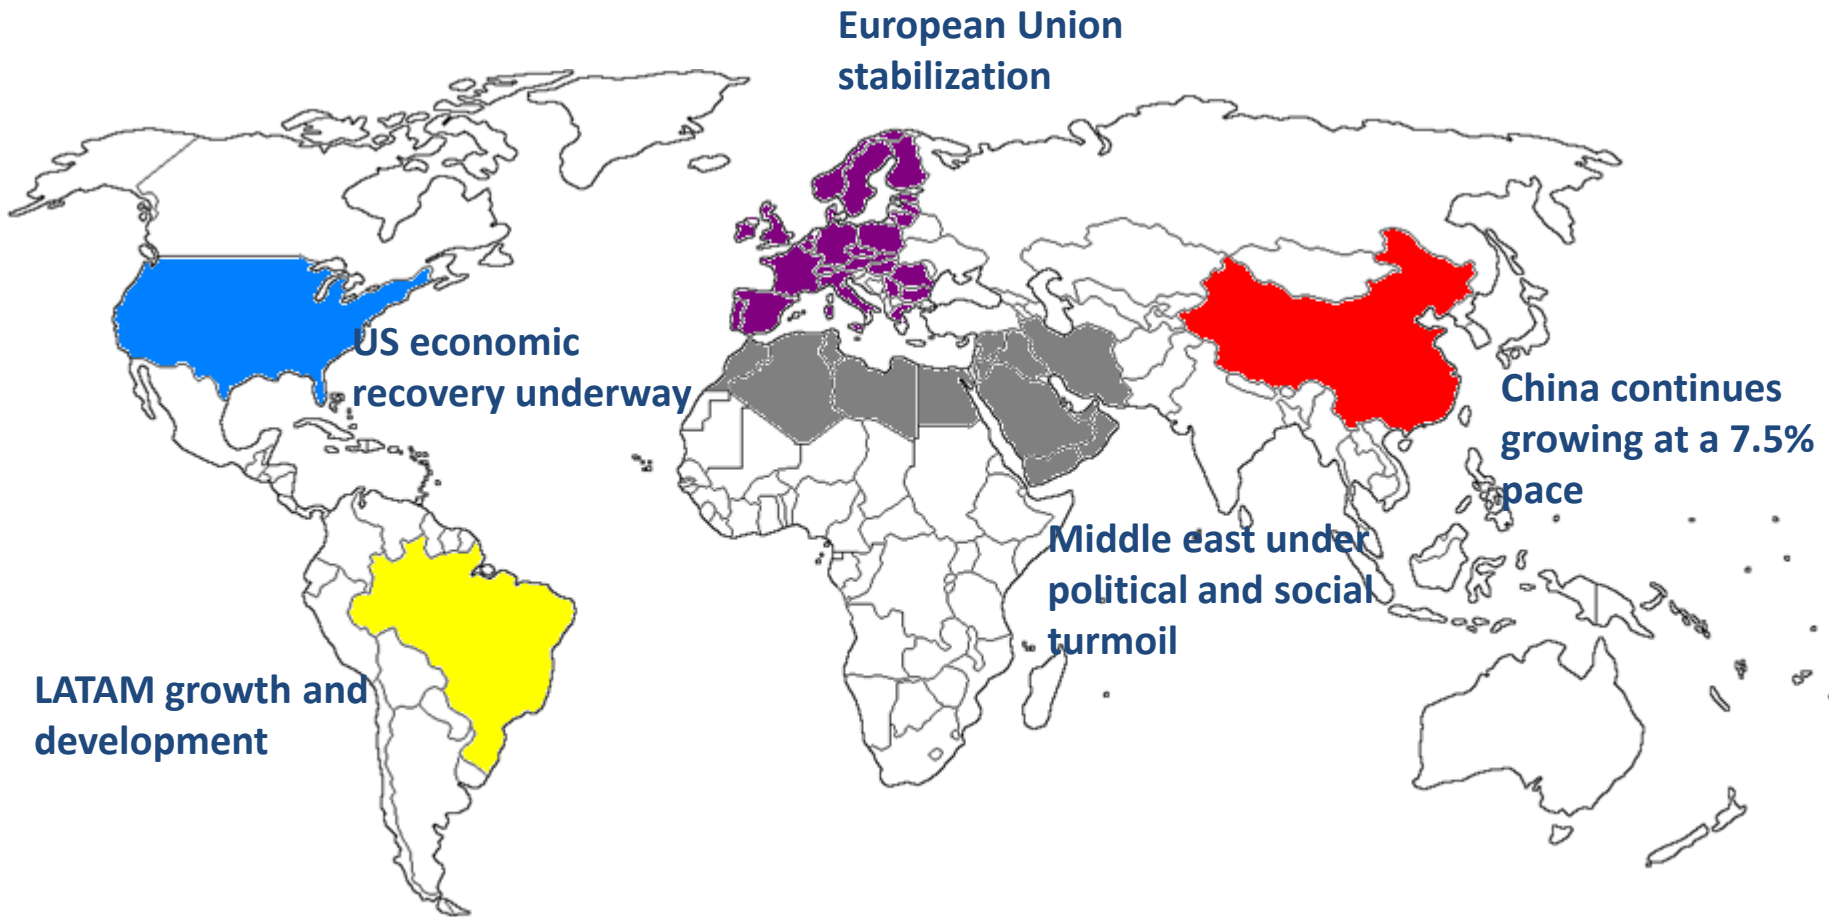 European Union
stabilization
US economic
recovery underway
China continues
growing at a 7.5%
pace
Middle east under
political and social
turmoil
LATAM growth and
development